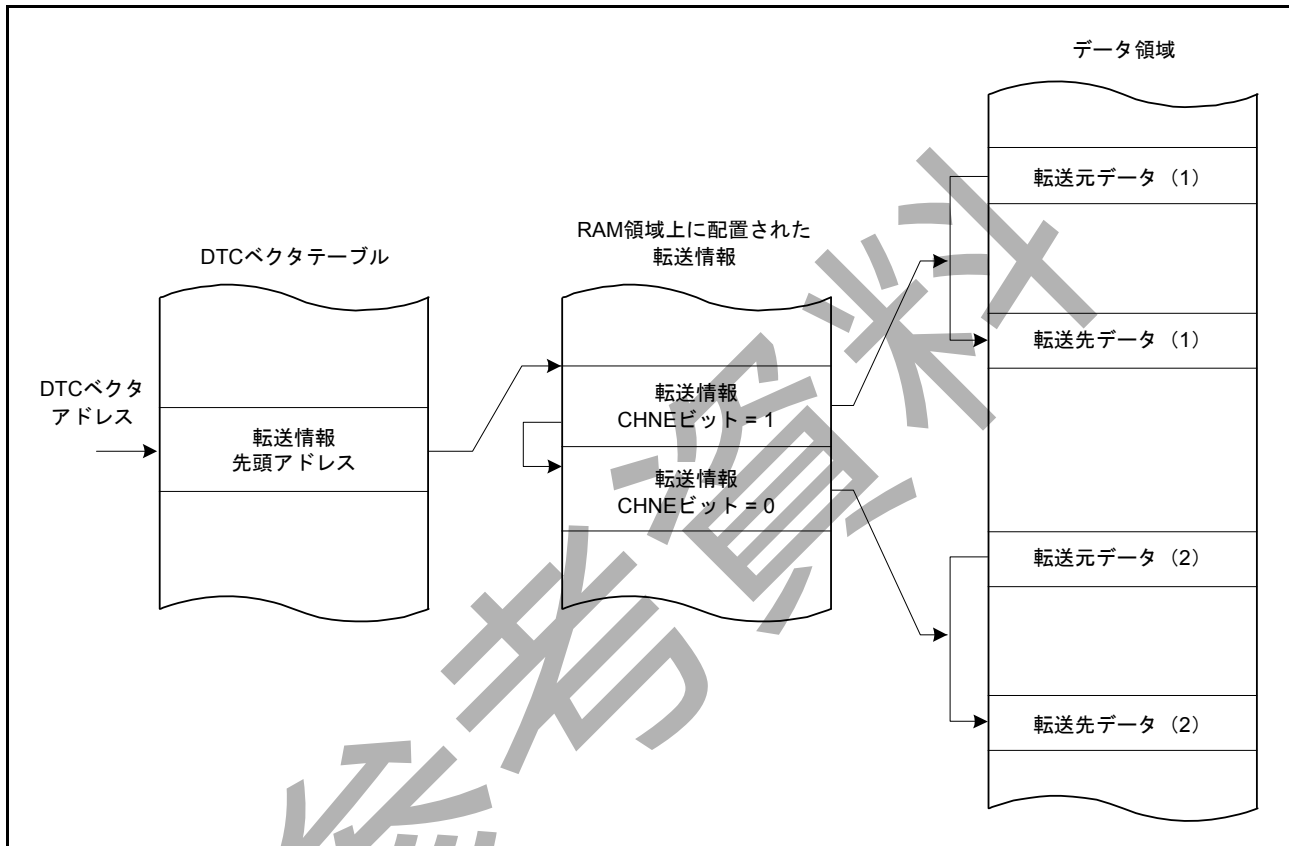 データ領域
転送元データ（1）
RAM領域上に配置された
転送情報
DTCベクタテーブル
転送先データ（1）
DTCベクタ
アドレス
転送情報
CHNEビット = 1
転送情報
先頭アドレス
転送情報
CHNEビット = 0
転送元データ（2）
転送先データ（2）
参考資料